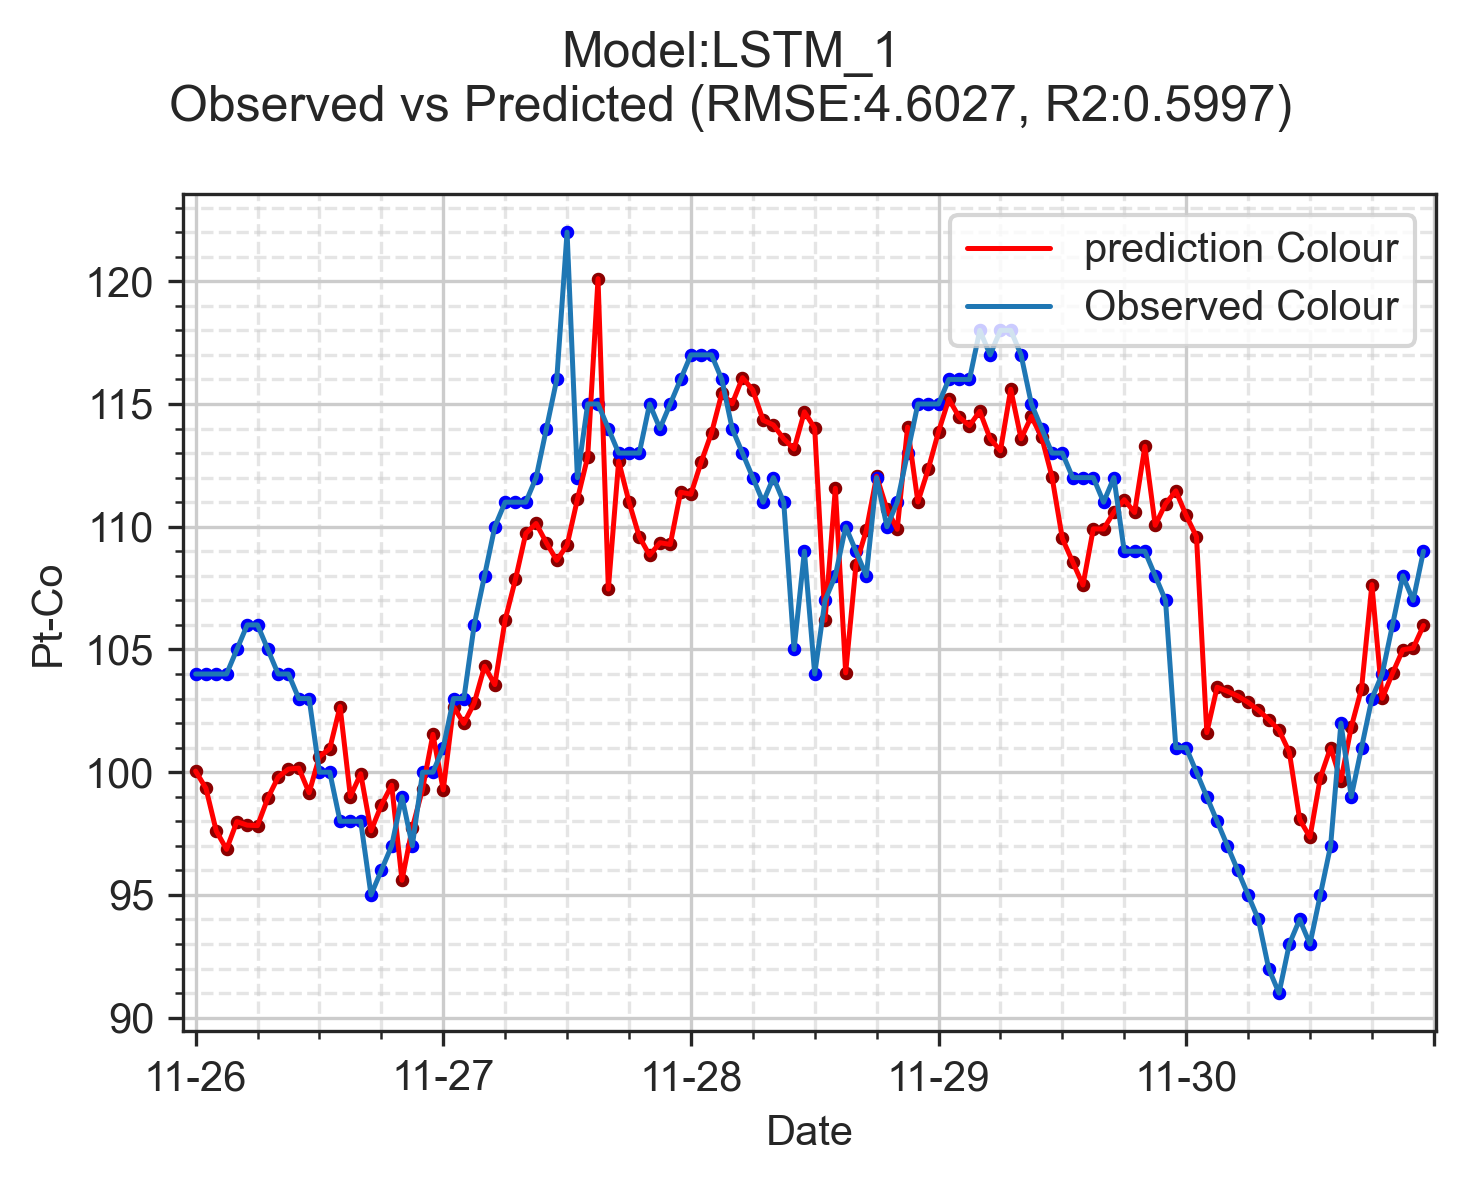 Model:LSTM_1
Observed vs Predicted (RMSE:4.6027, R2:0.5997)
prediction Colour
Observed Colour
120
115
110
105
100
95
90
Pt-Co
11-26 11-27 11-28 11-29 11-30
Date